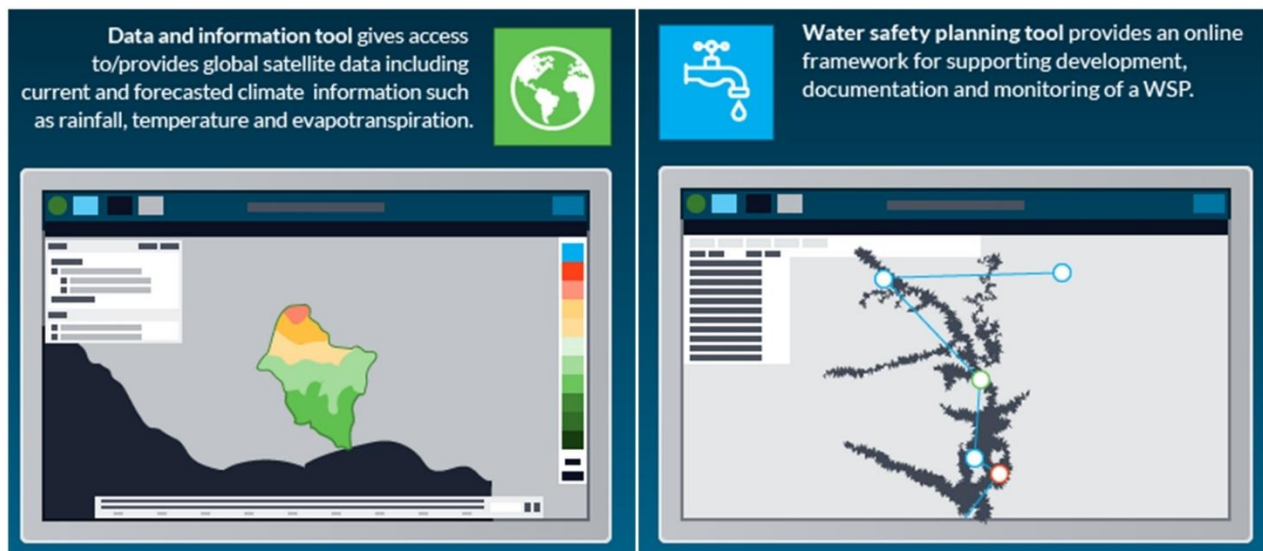 Data and information tool gives access
to/provides global satellite data including
current and forecasted climate information such
as rainfall, temperature and evapotranspiration.
Water safety planning tool provides an online
framework for supporting development,
documentation and monitoring of a WSP.